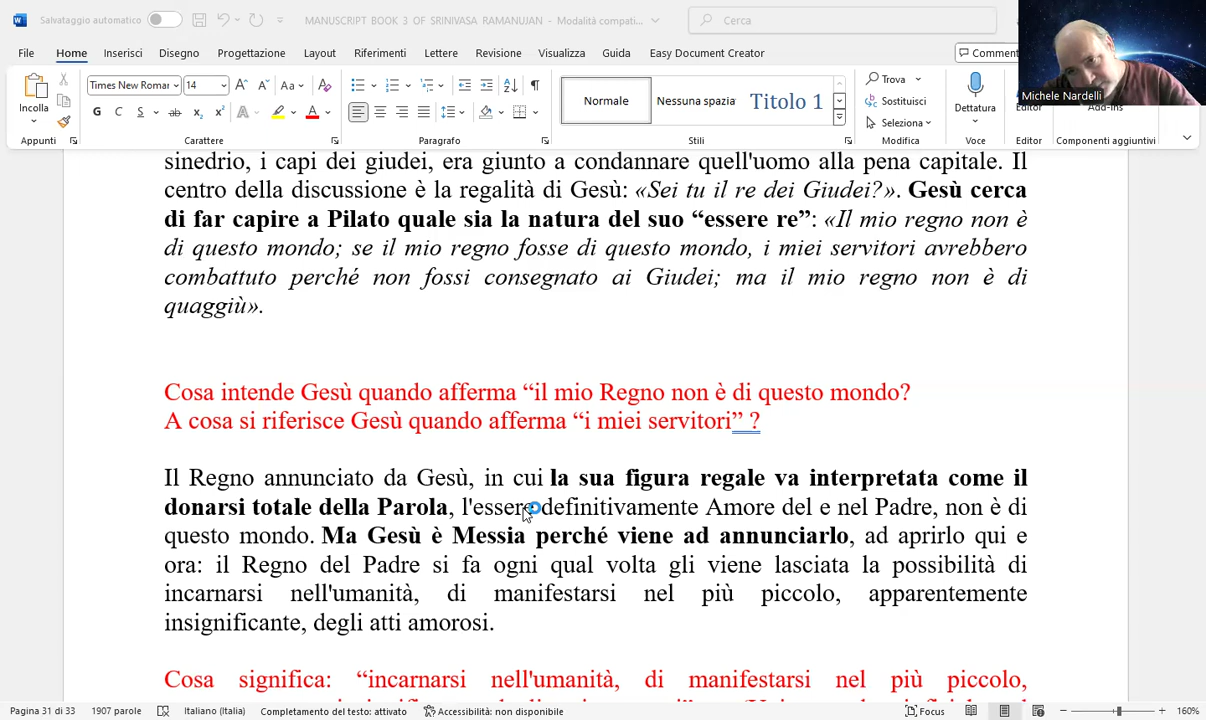 Salvataggio automatico
MANUSCRIPT BOOK 3 OF SRINIVASA RAMANUJAN - Modalità compati...
Cerca
File Home Inserisci Disegno Progettazione Layout Riferimenti Lettere Revisione Visualizza Guida Easy Document Creator
Comment
Incolla
Times New Roman 14
Aa
G C S ab x₂ x²
Normale
Nessuna spazia
Titolo 1
Trova
Sostituisci
Seleziona
Dettatura
Editor
Add-ins
Michele Nardelli
Appunti Carattere Paragrafo Stili Modifica Voce Editor Componenti aggiuntivi
sinedrio, i capi dei giudei, era giunto a condannare quell'uomo alla pena capitale. Il
centro della discussione è la regalità di Gesù: «Sei tu il re dei Giudei?». Gesù cerca
di far capire a Pilato quale sia la natura del suo “essere re”: «Il mio regno non è
di questo mondo; se il mio regno fosse di questo mondo, i miei servitori avrebbero
combattuto perché non fossi consegnato ai Giudei; ma il mio regno non è di
quaggiù».
Cosa intende Gesù quando afferma “il mio Regno non è di questo mondo?
A cosa si riferisce Gesù quando afferma “i miei servitori” ?
Il Regno annunciato da Gesù, in cui la sua figura regale va interpretata come il
donarsi totale della Parola, l'essere definitivamente Amore del e nel Padre, non è di
questo mondo. Ma Gesù è Messia perché viene ad annunciarlo, ad aprirlo qui e
ora: il Regno del Padre si fa ogni qual volta gli viene lasciata la possibilità di
incarnarsi nell'umanità, di manifestarsi nel più piccolo, apparentemente
insignificante, degli atti amorosi.
Cosa significa: “incarnarsi nell'umanità, di manifestarsi nel più piccolo,
Pagina 31 di 33 1907 parole Italiano (Italia) Completamento del testo: attivato Accessibilità: non disponibile Focus 160%